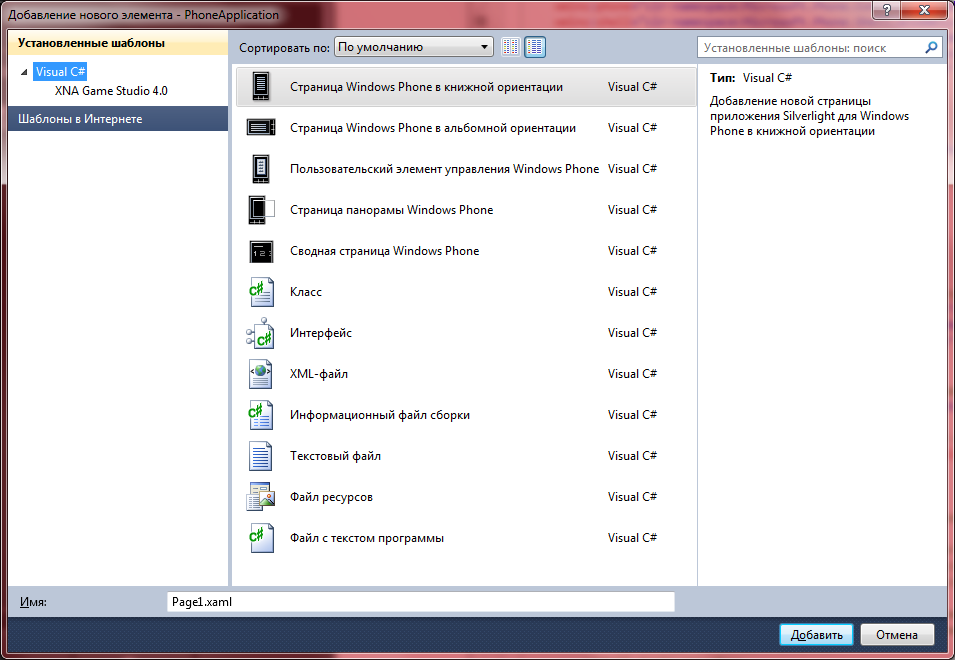 Добавление нового элемента - PhoneApplication
Установленные шаблоны
Visual C#
XNA Game Studio 4.0
Шаблоны в Интернете
Сортировать по: По умолчанию
Страница Windows Phone в книжной ориентации Visual C#
Страница Windows Phone в альбомной ориентации Visual C#
Пользовательский элемент управления Windows Phone Visual C#
Страница панорамы Windows Phone Visual C#
Сводная страница Windows Phone Visual C#
Класс Visual C#
Интерфейс Visual C#
XML-файл Visual C#
Информационный файл сборки Visual C#
Текстовый файл Visual C#
Файл ресурсов Visual C#
Файл с текстом программы Visual C#
Установленные шаблоны: поиск
Тип: Visual C#
Добавление новой страницы
приложения Silverlight для Windows
Phone в книжной ориентации
Имя: Page1.xaml
Добавить Отмена